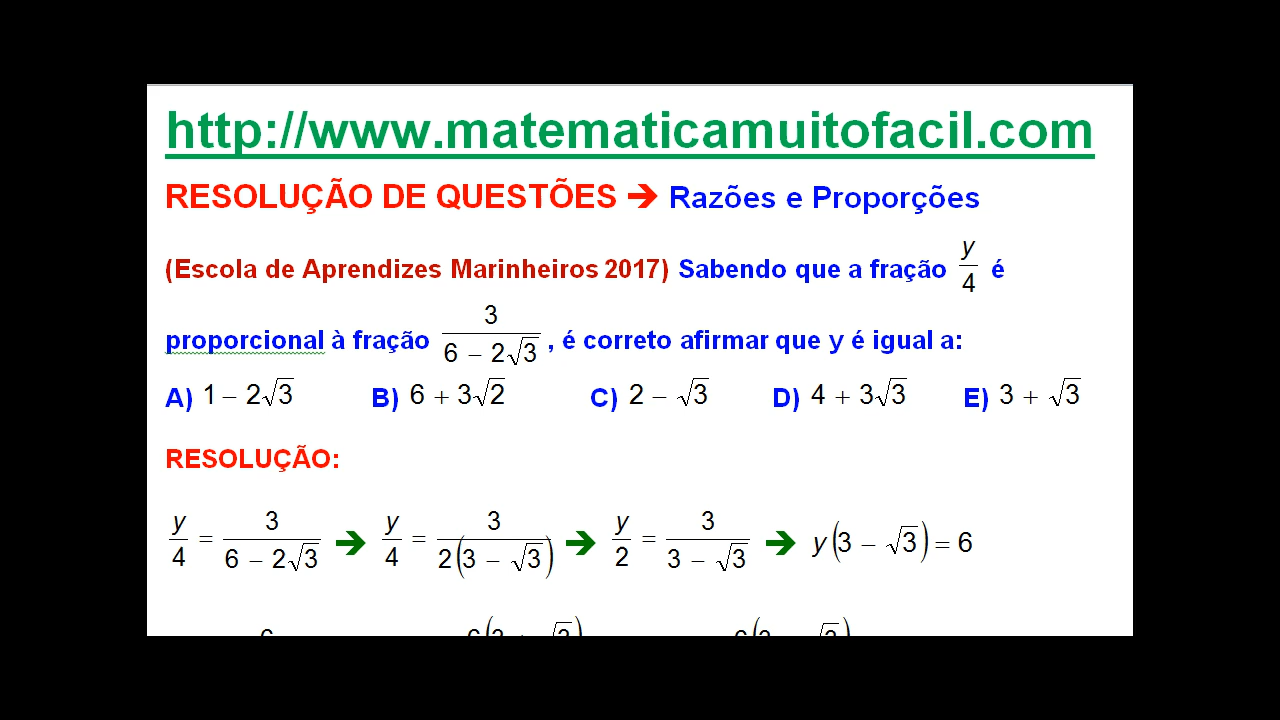 http://www.matematicamuitofacil.com
RESOLUÇÃO DE QUESTÕES ➔ Razões e Proporções
(Escola de Aprendizes Marinheiros 2017) Sabendo que a fração y/4 é
proporcional à fração 3/(6 − 2√3) , é correto afirmar que y é igual a:
A) 1 − 2√3 B) 6 + 3√2 C) 2 − √3 D) 4 + 3√3 E) 3 + √3
RESOLUÇÃO:
y/4 = 3/(6 − 2√3) ➔ y/4 = 3/(2(3 − √3)) ➔ y/2 = 3/(3 − √3) ➔ y(3 − √3) = 6